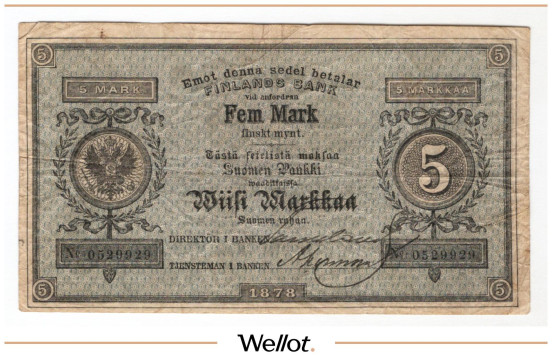 5
5
5 MARK
5 MARKKAA
Emot denna sedel betalar
FINLANDS BANK
vid anfordran
Fem Mark
finskt mynt.
Tästä setelistä maksaa
Suomen Pankki
vaadittaissa
Wiisi Markkaa
Suomen rahaa.
5
DIREKTÖR I BANKEN
No 0529929
No 0529929
TJENSTEMAN I BANKEN
5
1878
5
Wellot.